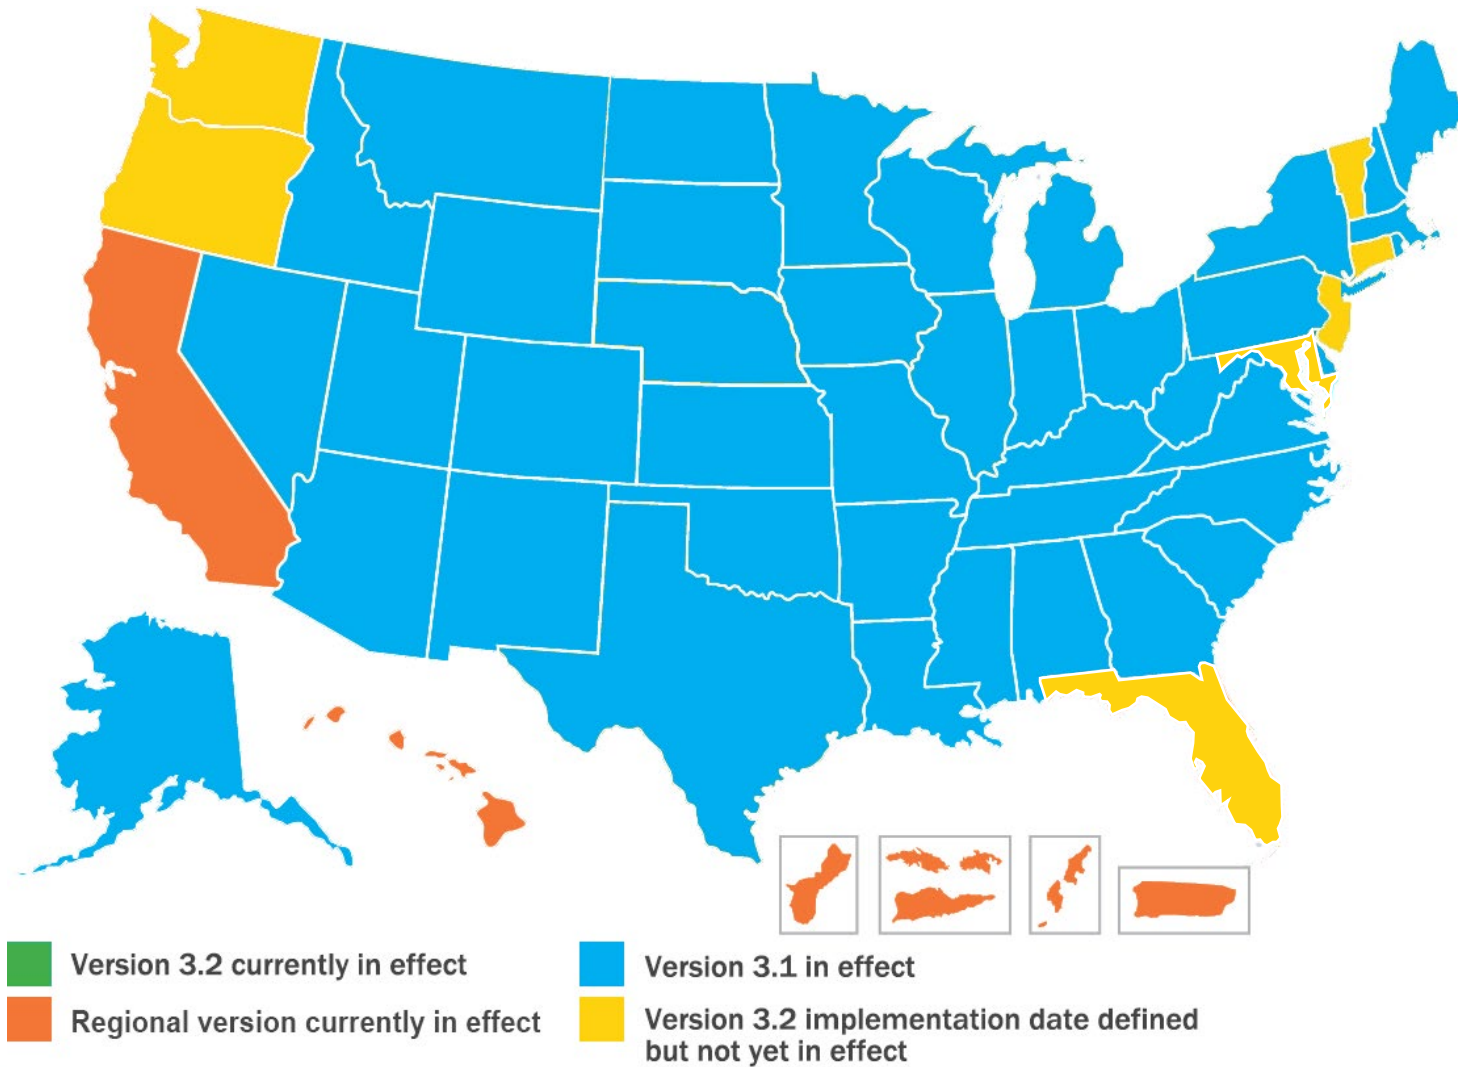 Version 3.2 currently in effect
Version 3.1 in effect
Regional version currently in effect
Version 3.2 implementation date defined
but not yet in effect